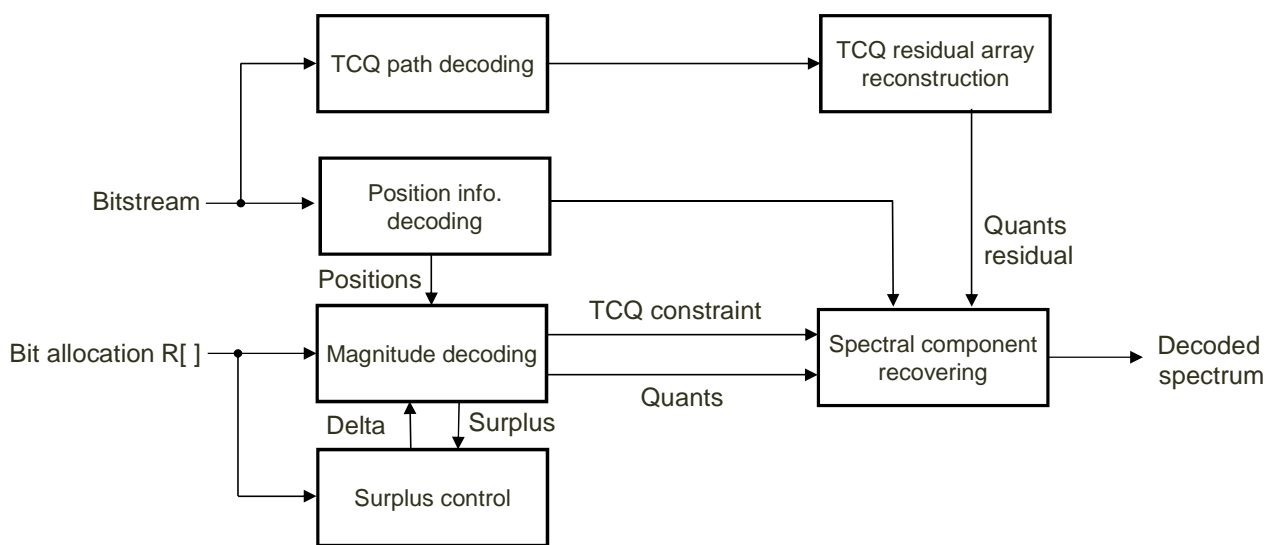 TCQ path decoding
TCQ residual array
reconstruction
Bitstream
Position info.
decoding
Quants
residual
Positions
TCQ constraint
Bit allocation R[ ]
Magnitude decoding
Spectral component
recovering
Decoded
spectrum
Quants
Delta
Surplus
Surplus control